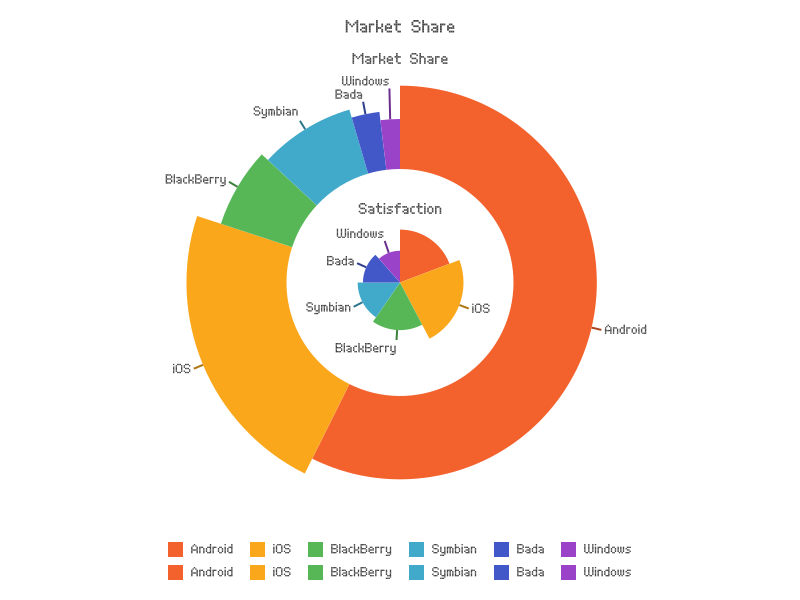 Market Share
Market Share
Windows
Bada
Symbian
BlackBerry
Satisfaction
Windows
Bada
iOS
Symbian
Android
BlackBerry
iOS
Android iOS BlackBerry Symbian Bada Windows
Android iOS BlackBerry Symbian Bada Windows